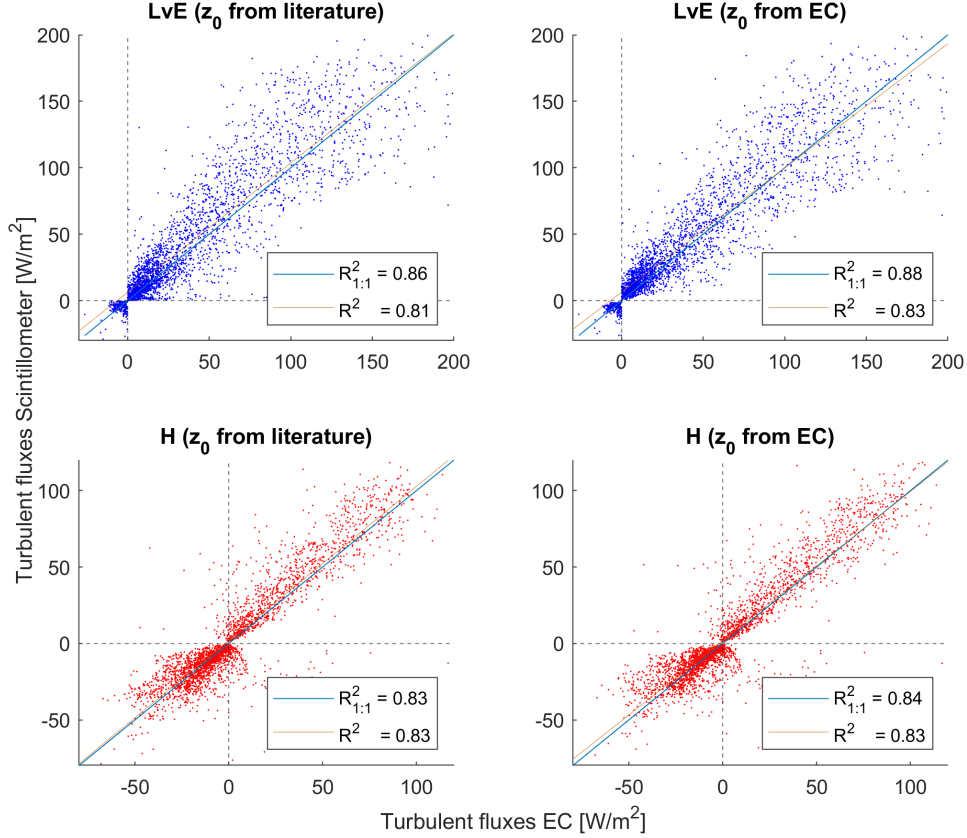 LvE (z0 from literature)
200
150
100
50
0
0 50 100 150 200
R²1:1 = 0.86
R² = 0.81
LvE (z0 from EC)
200
150
100
50
0
0 50 100 150 200
R²1:1 = 0.88
R² = 0.83
Turbulent fluxes Scintillometer [W/m²]
H (z0 from literature)
100
50
0
-50
-50 0 50 100
R²1:1 = 0.83
R² = 0.83
H (z0 from EC)
100
50
0
-50
-50 0 50 100
R²1:1 = 0.84
R² = 0.83
Turbulent fluxes EC [W/m²]